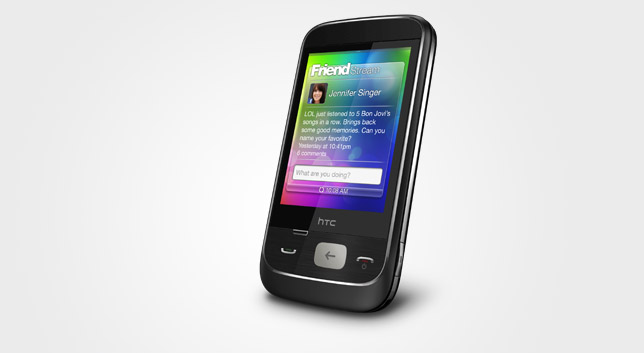 Friend Stream
Jennifer Singer
LOL just listened to 5 Bon Jovi's
songs in a row. Brings back
some good memories. Can you
name your favorite?
Yesterday at 10:41pm
6 comments
What are you doing?
10:08 AM
hTC